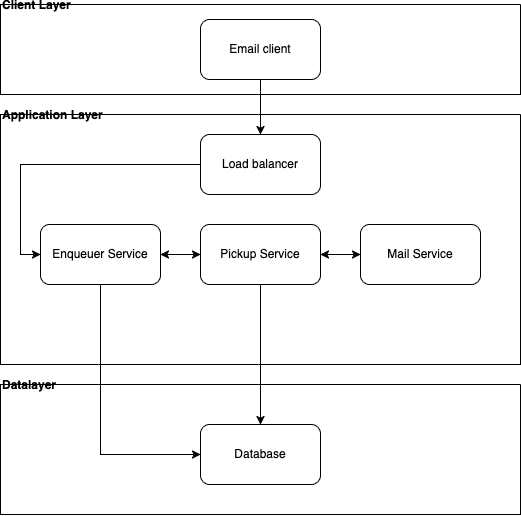 Client Layer
Email client
Application Layer
Load balancer
Enqueuer Service
Pickup Service
Mail Service
Datalayer
Database